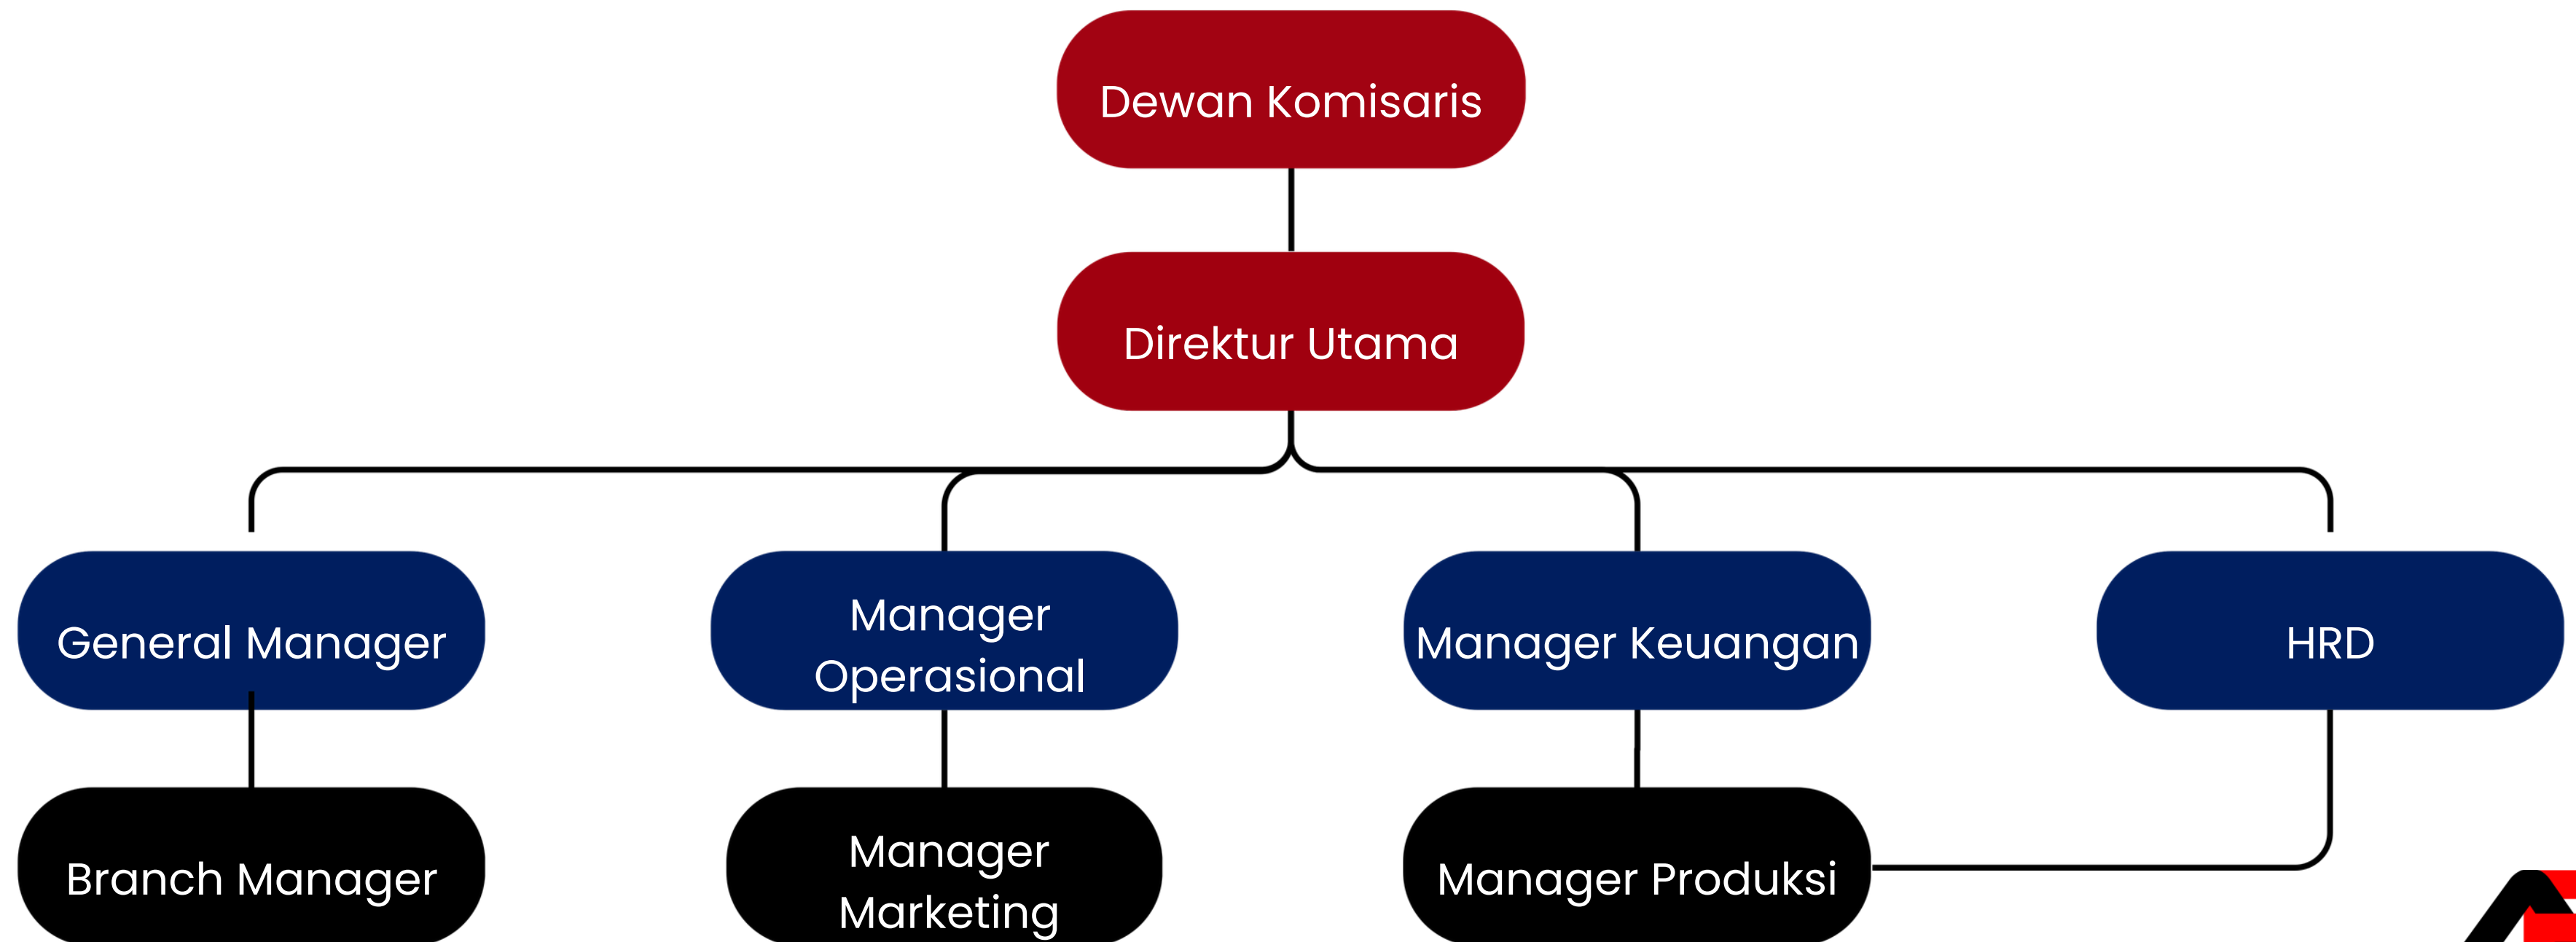 Dewan Komisaris
Direktur Utama
General Manager
Manager
Operasional
Manager Keuangan
HRD
Branch Manager
Manager
Marketing
Manager Produksi